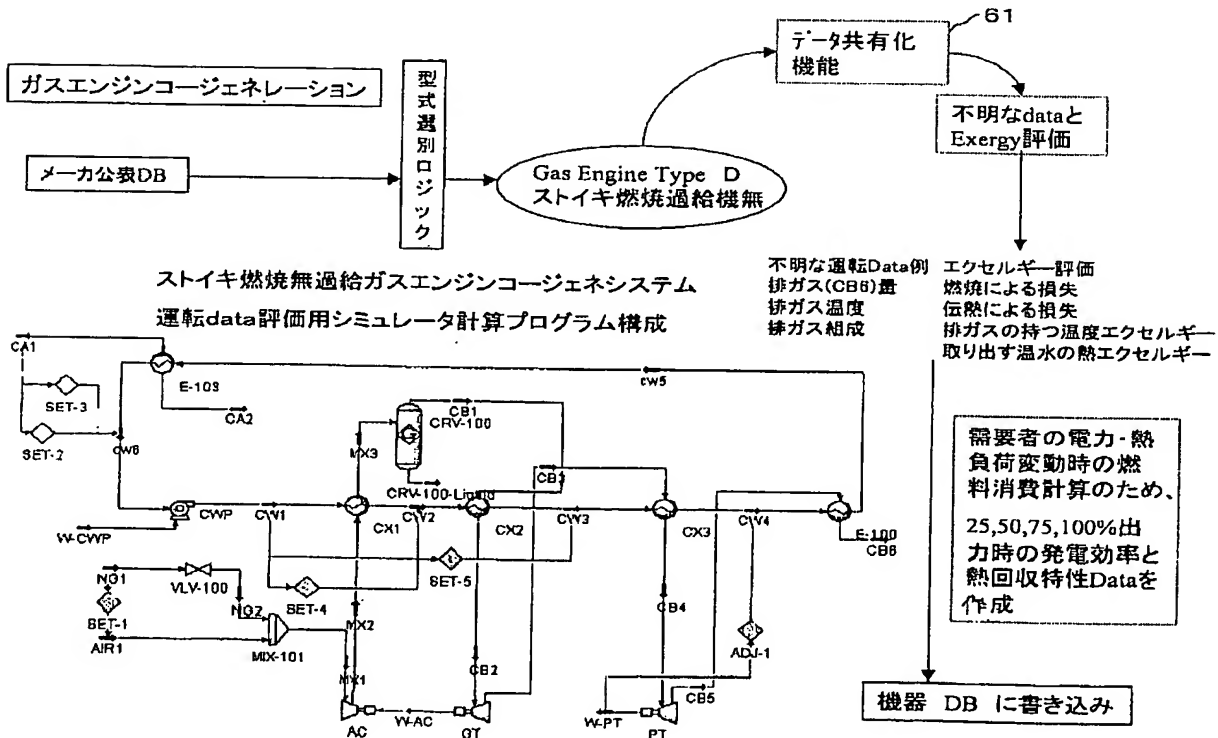 61
データ共有化
機能
ガスエンジンコージェネレーション
型式選別ロジック
不明なdataと
Exergy評価
メーカ公表DB
Gas Engine Type D
ストイキ燃焼過給機無
ストイキ燃焼無過給ガスエンジンコージェネシステム
運転data評価用シミュレータ計算プログラム構成
不明な運転Data例
排ガス(CB6)量
排ガス温度
排ガス組成
エクセルギー評価
燃焼による損失
伝熱による損失
排ガスの持つ温度エクセルギー
取り出す温水の熱エクセルギー
CA1
E-103
CW5
SET-3
CA2
SET-2
CW6
CB1
CRV-100
MX3
CRV-100-Liquid
CB3
CWP
CW1
CX1
CW2
CX2
CW3
CX3
CW4
E-100
CB6
W-CWP
NG1
VLV-100
SET-5
SET-4
NG2
MX2
SET-1
AIR1
MIX-101
MX1
CB2
CB4
ADJ-1
CB5
AC
W-AC
GT
W-PT
PT
需要者の電力・熱
負荷変動時の燃
料消費計算のため、
25,50,75,100%出
力時の発電効率と
熱回収特性Dataを
作成
機器 DB に書き込み